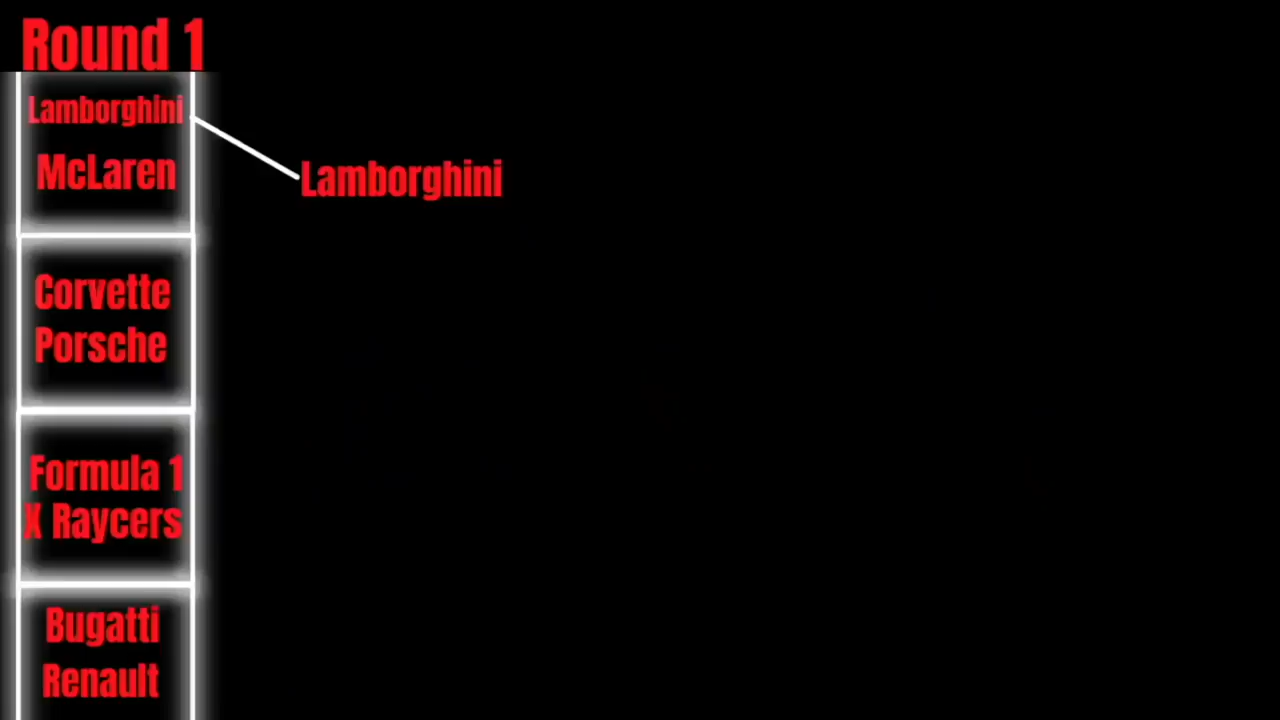 Round 1
Lamborghini
McLaren
Lamborghini
Corvette
Porsche
Formula 1
X Raycers
Bugatti
Renault